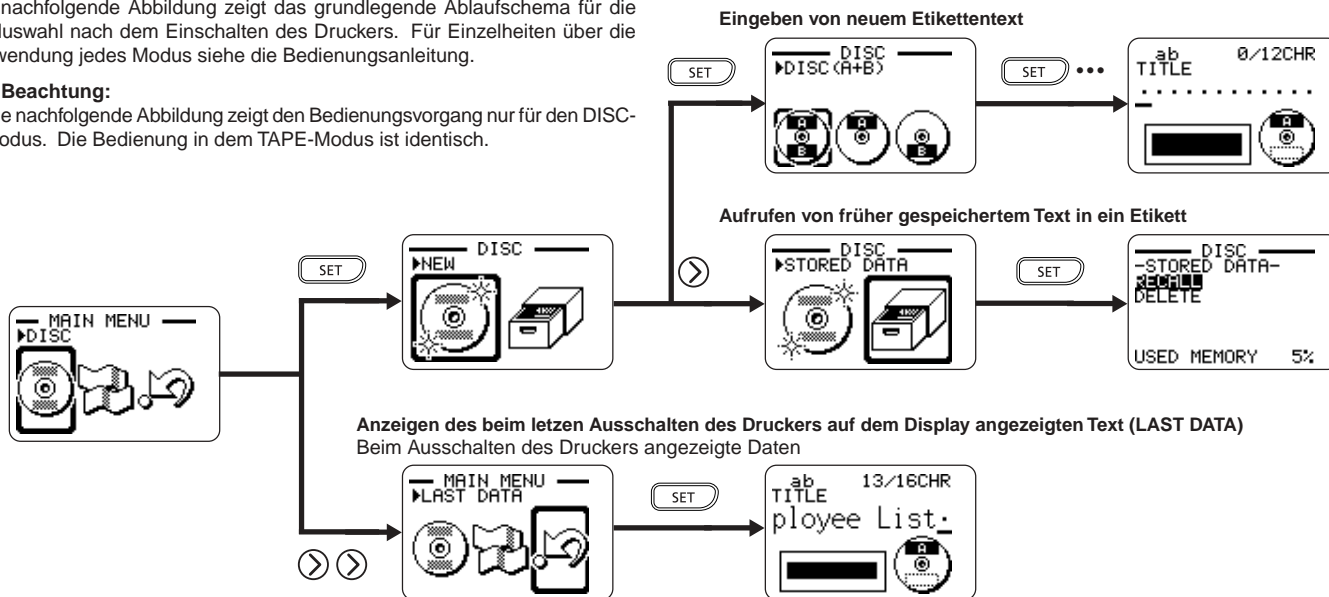 nachfolgende Abbildung zeigt das grundlegende Ablaufschema für die
uswahl nach dem Einschalten des Druckers. Für Einzelheiten über die
wendung jedes Modus siehe die Bedienungsanleitung.
Beachtung:
e nachfolgende Abbildung zeigt den Bedienungsvorgang nur für den DISC-
odus. Die Bedienung in dem TAPE-Modus ist identisch.
Eingeben von neuem Etikettentext
SET
DISC
DISC(A+B)
A
B
A
B
SET •••
ab 0/12CHR
TITLE
A
Aufrufen von früher gespeichertem Text in ein Etikett
MAIN MENU
DISC
SET
DISC
NEW
DISC
STORED DATA
SET
DISC
-STORED DATA-
RECALL
DELETE
USED MEMORY 5%
Anzeigen des beim letzen Ausschalten des Druckers auf dem Display angezeigten Text (LAST DATA)
Beim Ausschalten des Druckers angezeigte Daten
MAIN MENU
LAST DATA
SET
ab 13/16CHR
TITLE
ployee List.
A